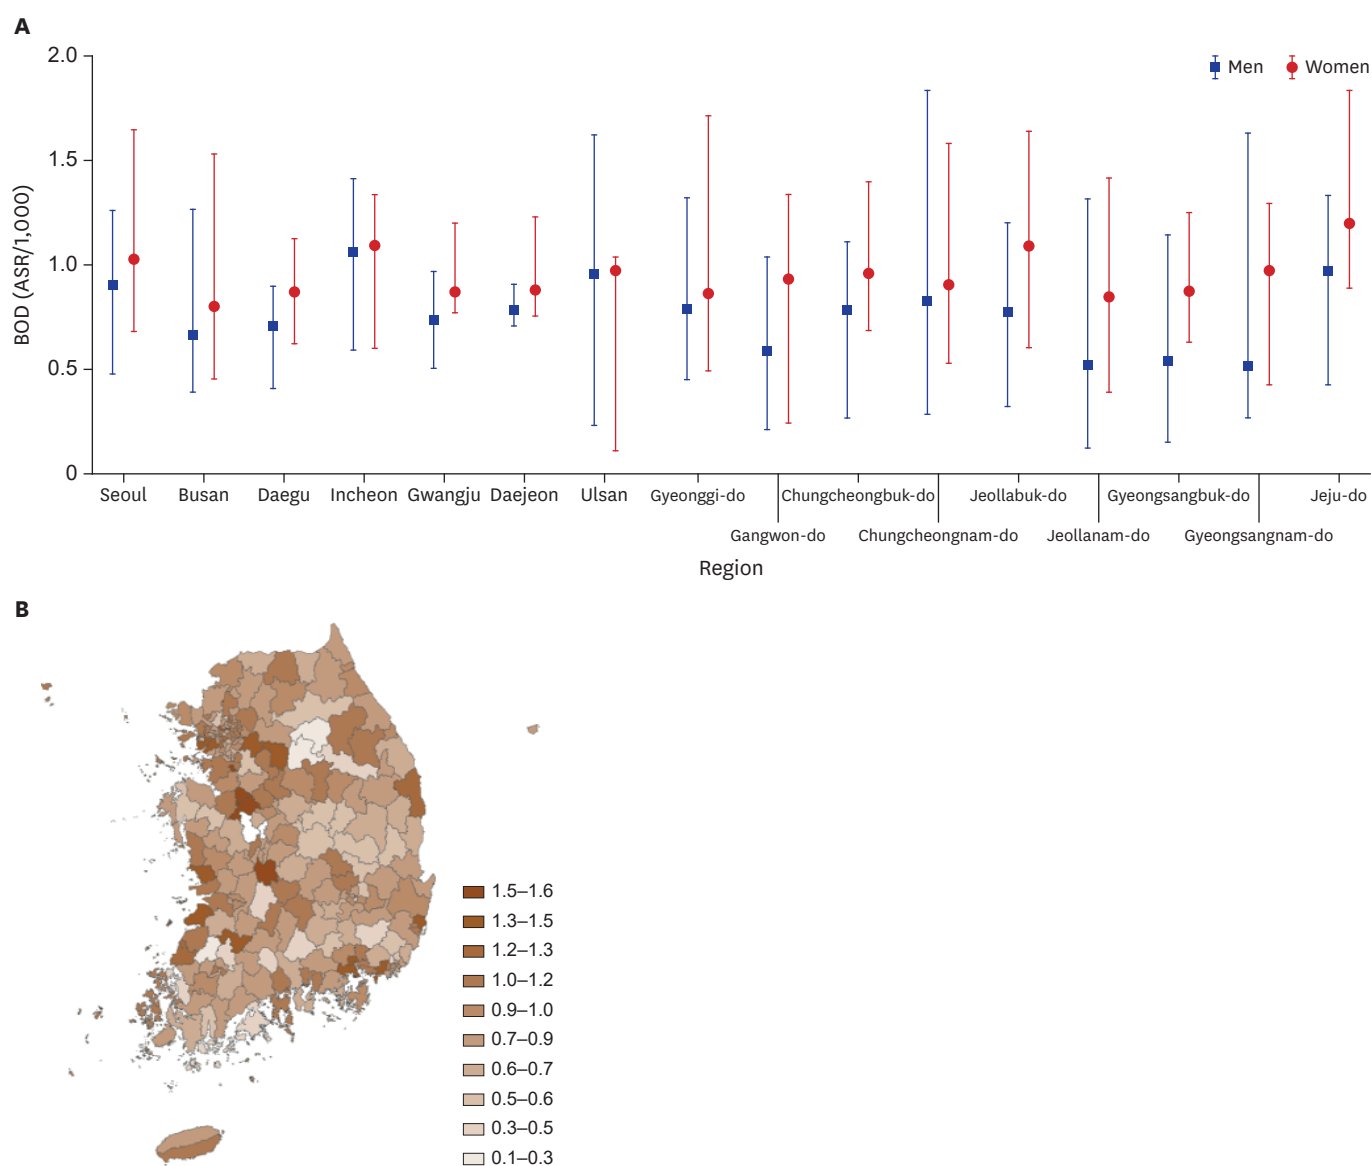 A
2.0
Men Women
1.5
BOD (ASR/1,000)
1.0
0.5
0
Seoul Busan Daegu Incheon Gwangju Daejeon Ulsan Gyeonggi-do Chungcheongbuk-do Jeollabuk-do Gyeongsangbuk-do Jeju-do
Gangwon-do Chungcheongnam-do Jeollanam-do Gyeongsangnam-do
Region
B
1.5–1.6
1.3–1.5
1.2–1.3
1.0–1.2
0.9–1.0
0.7–0.9
0.6–0.7
0.5–0.6
0.3–0.5
0.1–0.3